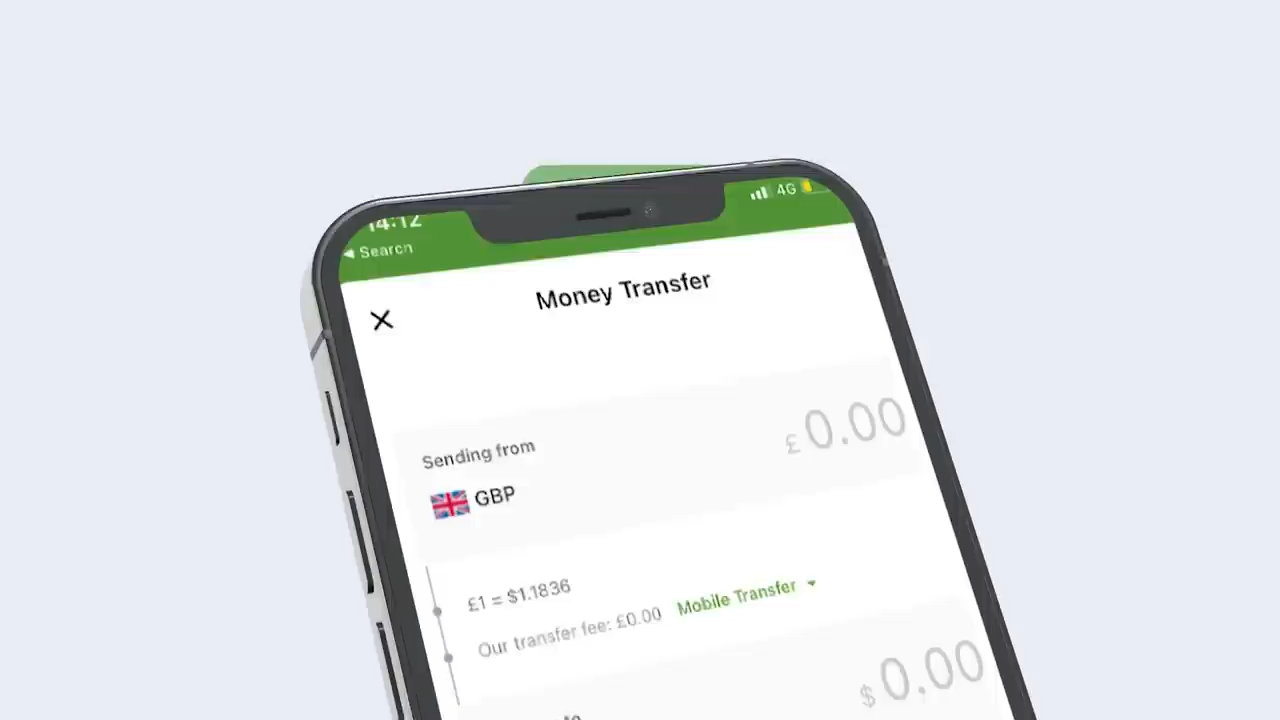 14:12
4G
◀ Search
Money Transfer
Sending from
£ 0.00
GBP
£1 = $1.1836
Our transfer fee: £0.00 Mobile Transfer
$ 0.00